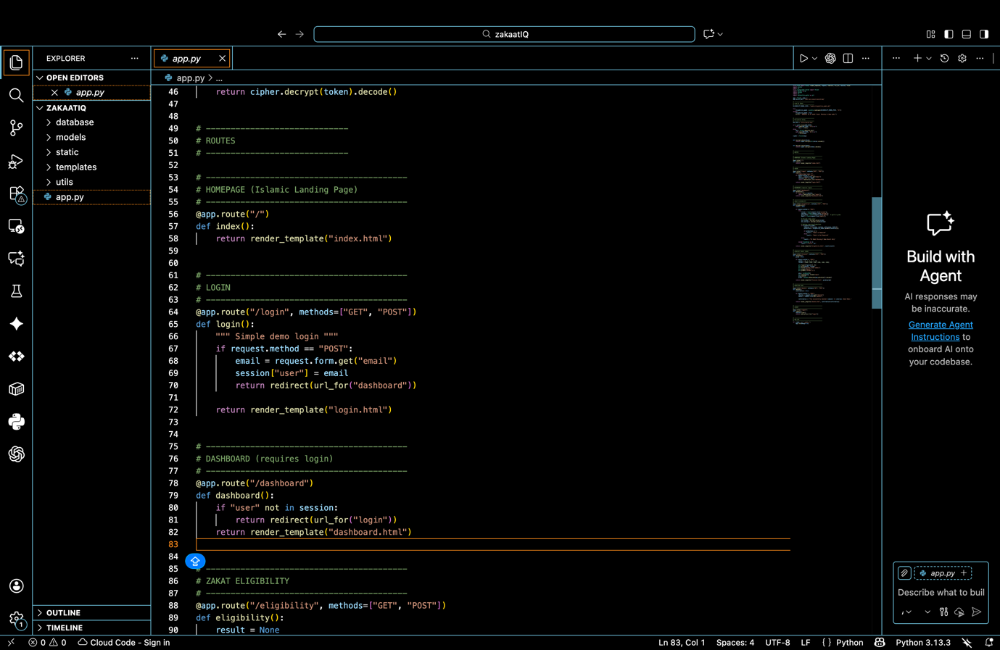 zakaatIQ
EXPLORER
app.py
OPEN EDITORS
app.py
ZAKAATIQ
database
models
static
templates
utils
app.py
OUTLINE
TIMELINE
app.py > ...
46 return cipher.decrypt(token).decode()
47
48
49 # -----------------------------
50 # ROUTES
51 # -----------------------------
52
53 # -----------------------------------------
54 # HOMEPAGE (Islamic Landing Page)
55 # -----------------------------------------
56 @app.route("/")
57 def index():
58 return render_template("index.html")
59
60
61 # -----------------------------------------
62 # LOGIN
63 # -----------------------------------------
64 @app.route("/login", methods=["GET", "POST"])
65 def login():
66 """ Simple demo login """
67 if request.method == "POST":
68 email = request.form.get("email")
69 session["user"] = email
70 return redirect(url_for("dashboard"))
71
72 return render_template("login.html")
73
74
75 # -----------------------------------------
76 # DASHBOARD (requires login)
77 # -----------------------------------------
78 @app.route("/dashboard")
79 def dashboard():
80 if "user" not in session:
81 return redirect(url_for("login"))
82 return render_template("dashboard.html")
83
84
85 # -----------------------------------------
86 # ZAKAT ELIGIBILITY
87 # -----------------------------------------
88 @app.route("/eligibility", methods=["GET", "POST"])
89 def eligibility():
90 result = None
Build with
Agent
AI responses may
be inaccurate.
Generate Agent
Instructions to
onboard AI onto
your codebase.
app.py
Describe what to buil
1
0 0 Cloud Code - Sign in
Ln 83, Col 1 Spaces: 4 UTF-8 LF { } Python Python 3.13.3